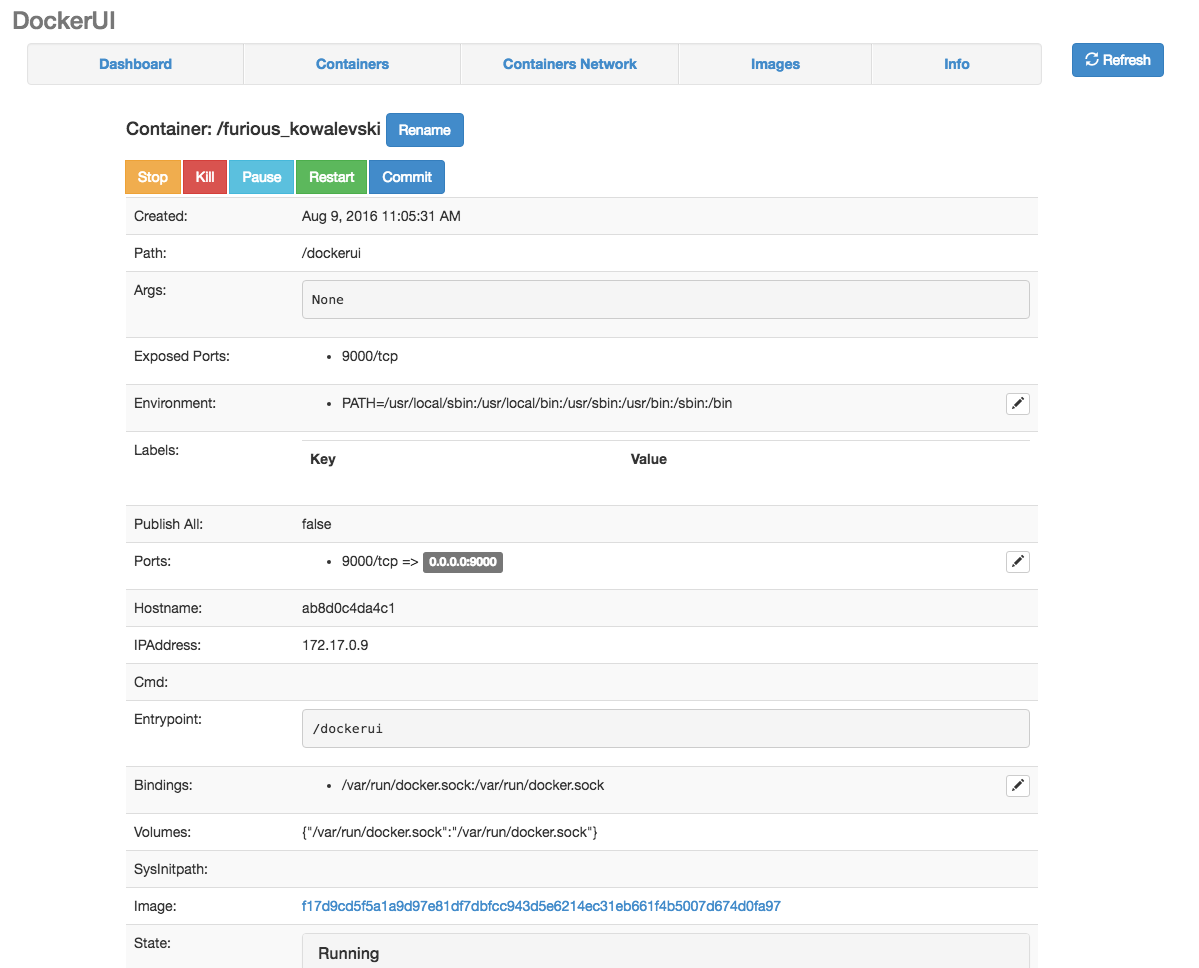 DockerUI
Dashboard Containers Containers Network Images Info Refresh
Container: /furious_kowalevski Rename
Stop Kill Pause Restart Commit
Created: Aug 9, 2016 11:05:31 AM
Path: /dockerui
Args: None
Exposed Ports: • 9000/tcp
Environment: • PATH=/usr/local/sbin:/usr/local/bin:/usr/sbin:/usr/bin:/sbin:/bin
Labels: Key Value
Publish All: false
Ports: • 9000/tcp => 0.0.0.0:9000
Hostname: ab8d0c4da4c1
IPAddress: 172.17.0.9
Cmd:
Entrypoint: /dockerui
Bindings: • /var/run/docker.sock:/var/run/docker.sock
Volumes: {"/var/run/docker.sock":"/var/run/docker.sock"}
SysInitpath:
Image: f17d9cd5f5a1a9d97e81df7dbfcc943d5e6214ec31eb661f4b5007d674d0fa97
State: Running